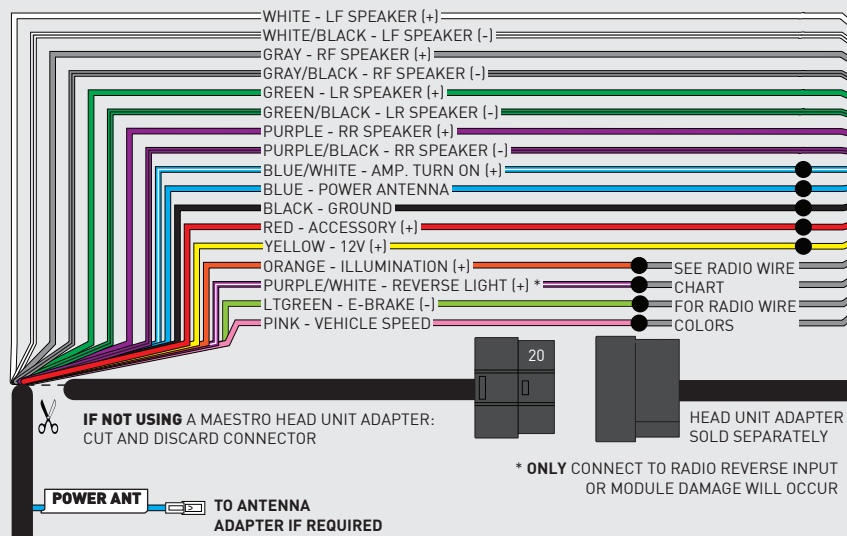 WHITE - LF SPEAKER (+)
WHITE/BLACK - LF SPEAKER (-)
GRAY - RF SPEAKER (+)
GRAY/BLACK - RF SPEAKER (-)
GREEN - LR SPEAKER (+)
GREEN/BLACK - LR SPEAKER (-)
PURPLE - RR SPEAKER (+)
PURPLE/BLACK - RR SPEAKER (-)
BLUE/WHITE - AMP. TURN ON (+)
BLUE - POWER ANTENNA
BLACK - GROUND
RED - ACCESSORY (+)
YELLOW - 12V (+)
ORANGE - ILLUMINATION (+)
PURPLE/WHITE - REVERSE LIGHT (+) *
LTGREEN - E-BRAKE (-)
PINK - VEHICLE SPEED
SEE RADIO WIRE
CHART
FOR RADIO WIRE
COLORS
20
IF NOT USING A MAESTRO HEAD UNIT ADAPTER:
CUT AND DISCARD CONNECTOR
HEAD UNIT ADAPTER
SOLD SEPARATELY
* ONLY CONNECT TO RADIO REVERSE INPUT
OR MODULE DAMAGE WILL OCCUR
POWER ANT
TO ANTENNA
ADAPTER IF REQUIRED